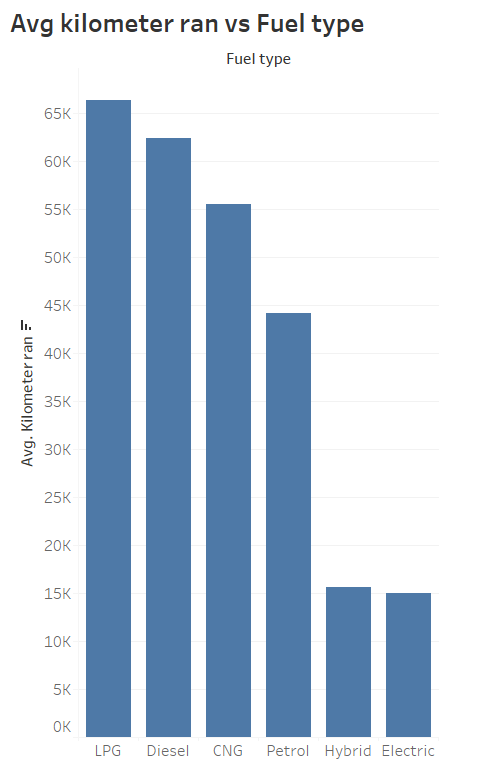 Avg kilometer ran vs Fuel type
Fuel type
Avg. Kilometer ran
65K
60K
55K
50K
45K
40K
35K
30K
25K
20K
15K
10K
5K
0K
LPG Diesel CNG Petrol Hybrid Electric